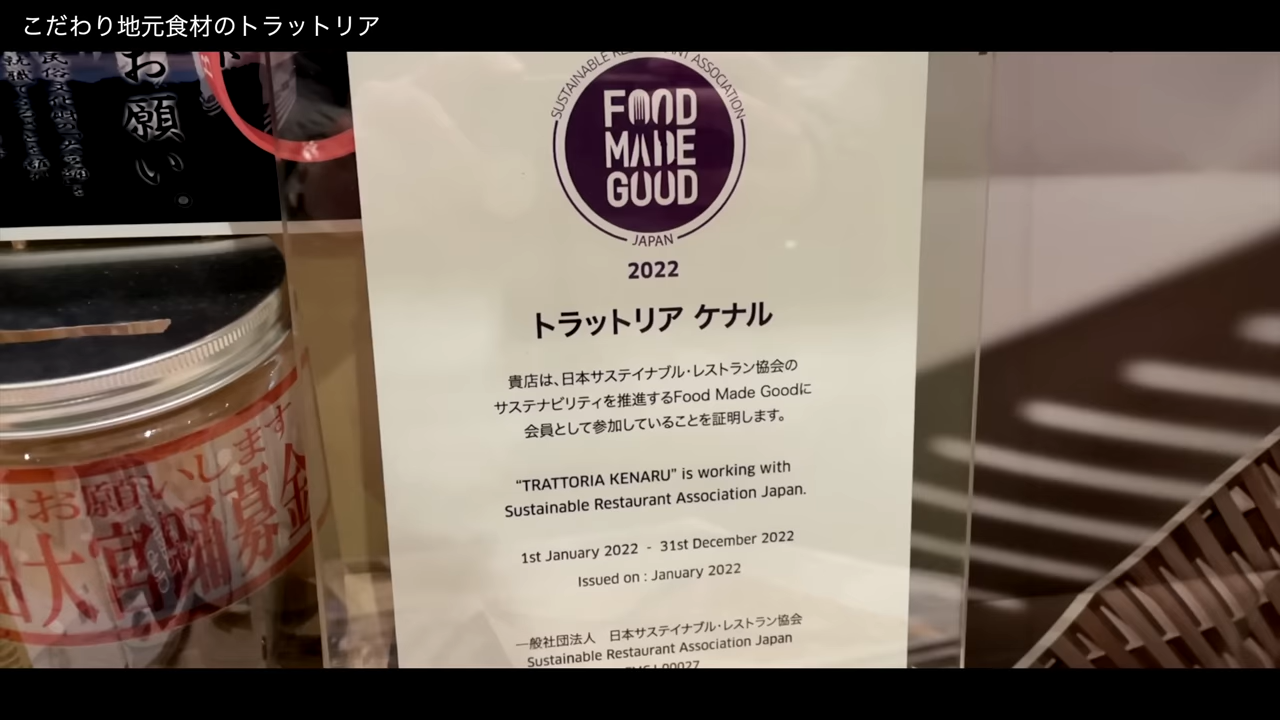 こだわり地元食材のトラットリア
お願い。
SUSTAINABLE RESTAURANT ASSOCIATION
FOOD
MADE
GOOD
JAPAN
2022
トラットリア ケナル
貴店は、日本サステイナブル・レストラン協会の
サステナビリティを推進するFood Made Goodに
会員として参加していることを証明します。
“TRATTORIA KENARU” is working with
Sustainable Restaurant Association Japan.
1st January 2022 - 31st December 2022
Issued on : January 2022
一般社団法人 日本サステイナブル・レストラン協会
Sustainable Restaurant Association Japan
お願いします
募金